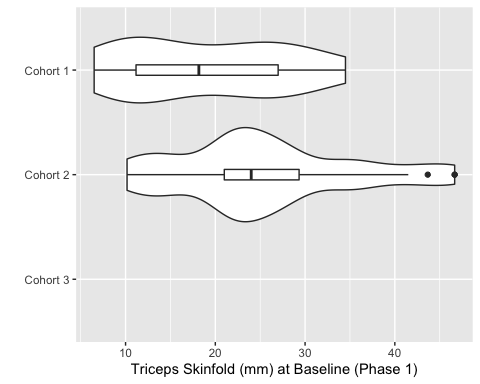 Cohort 1
Cohort 2
Cohort 3
10 20 30 40
Triceps Skinfold (mm) at Baseline (Phase 1)